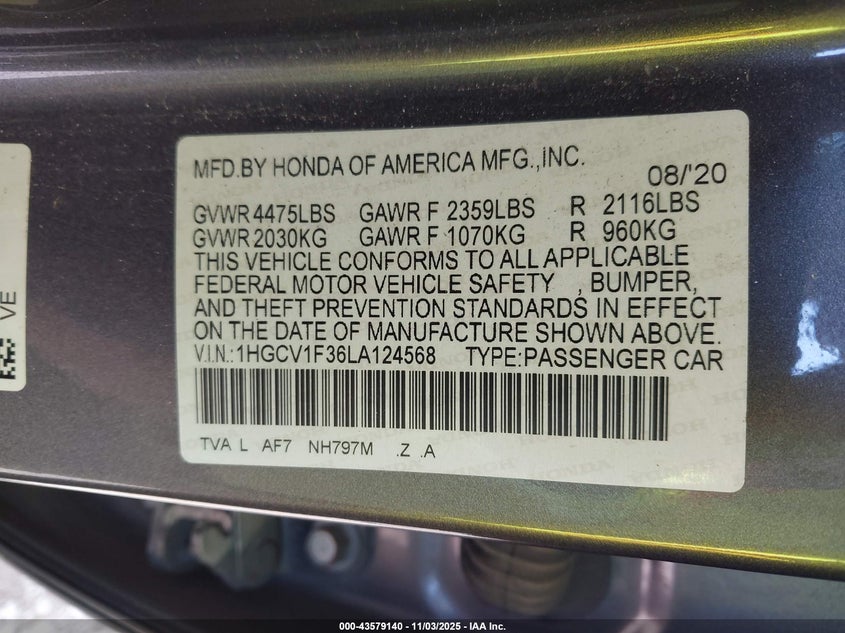 MFD.BY HONDA OF AMERICA MFG.,INC. 08/'20
GVWR 4475LBS GAWR F 2359LBS R 2116LBS
GVWR 2030KG GAWR F 1070KG R 960KG
THIS VEHICLE CONFORMS TO ALL APPLICABLE
FEDERAL MOTOR VEHICLE SAFETY , BUMPER,
AND THEFT PREVENTION STANDARDS IN EFFECT
ON THE DATE OF MANUFACTURE SHOWN ABOVE.
V.I.N.:1HGCV1F36LA124568 TYPE:PASSENGER CAR
TVA L AF7 NH797M .Z .A
VE
000-43579140 - 11/03/2025 - IAA Inc.